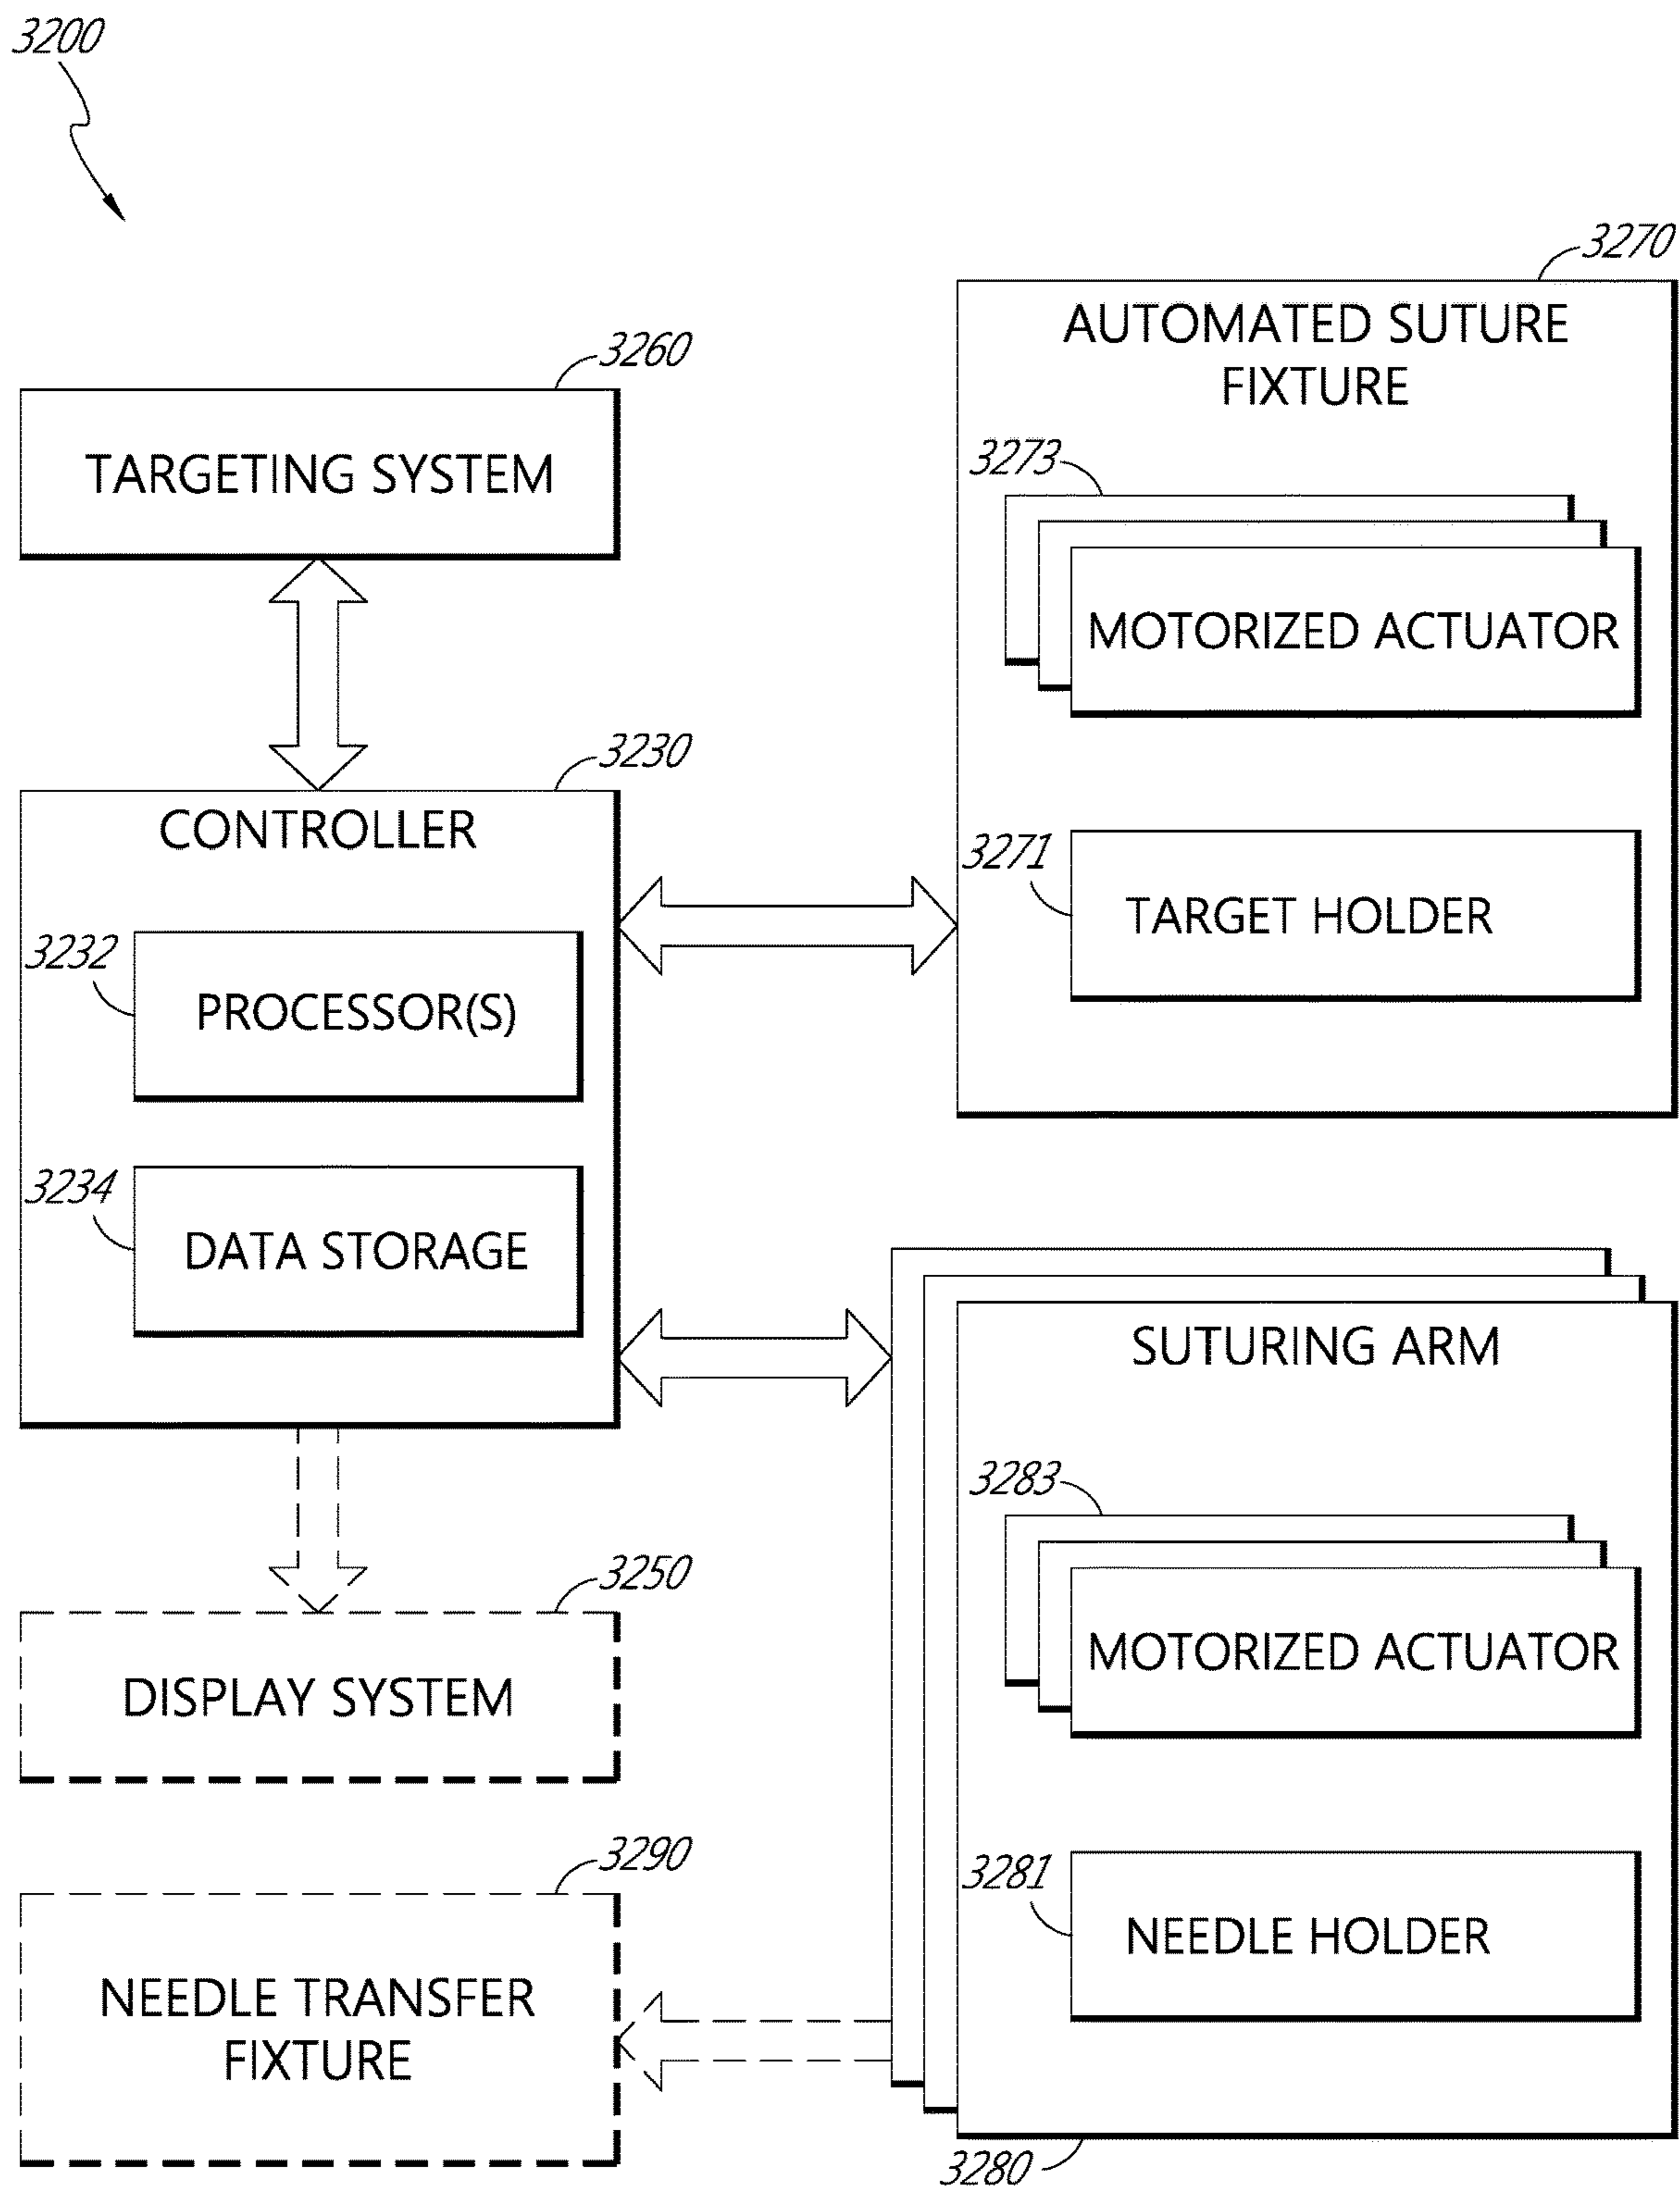 3200
3260
TARGETING SYSTEM
3230
CONTROLLER
3232
PROCESSOR(S)
3234
DATA STORAGE
3250
DISPLAY SYSTEM
3290
NEEDLE TRANSFER
FIXTURE
3270
AUTOMATED SUTURE
FIXTURE
3273
MOTORIZED ACTUATOR
3271
TARGET HOLDER
SUTURING ARM
3283
MOTORIZED ACTUATOR
3281
NEEDLE HOLDER
3280